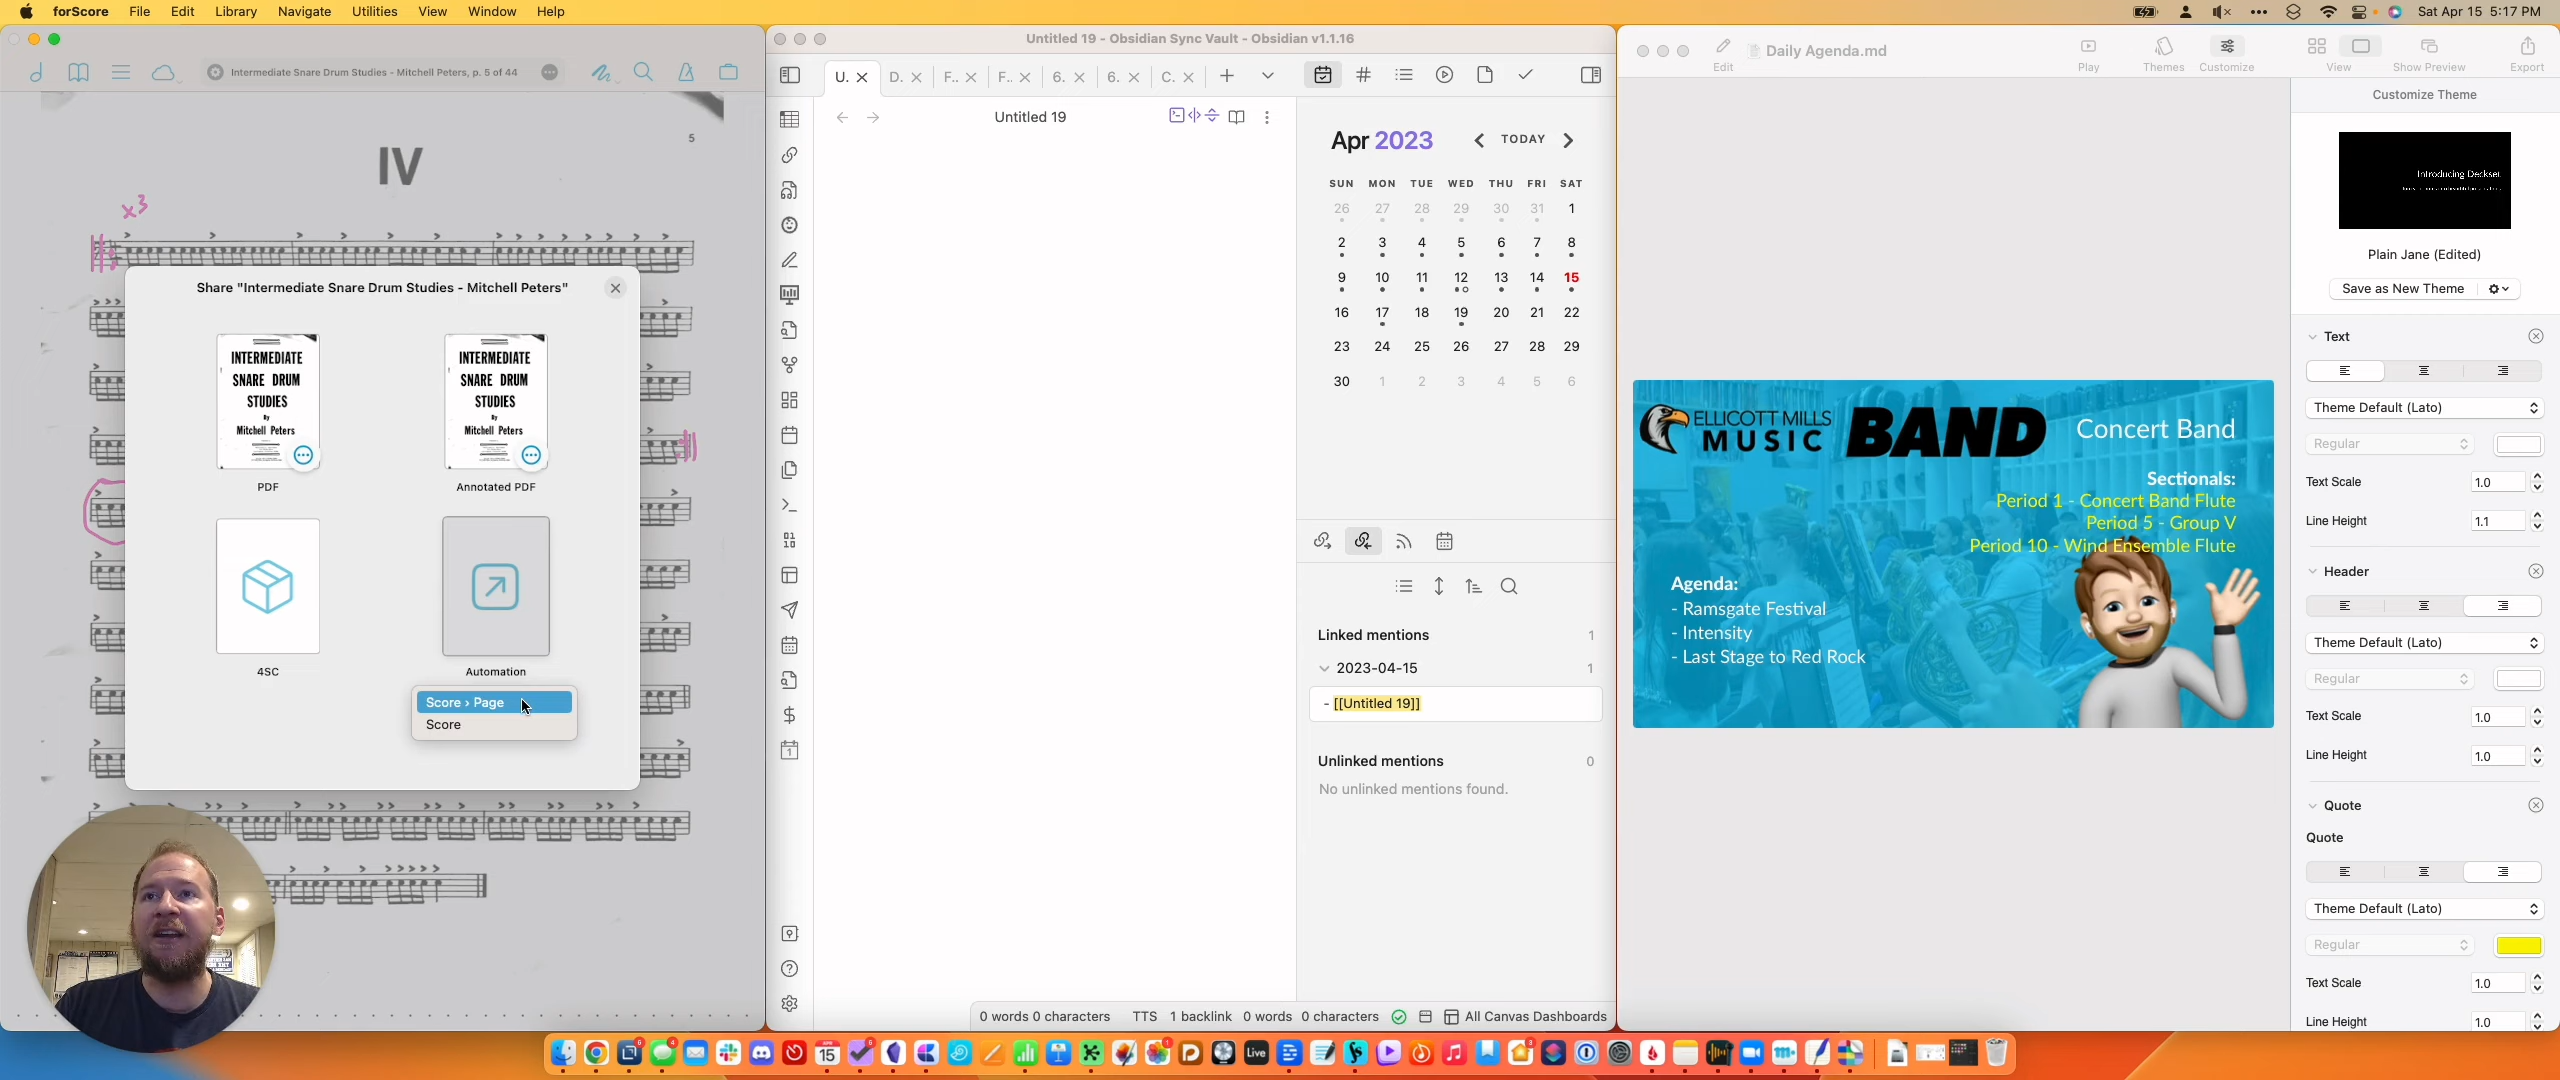 forScore File Edit Library Navigate Utilities View Window Help
Sat Apr 15 5:17 PM
Intermediate Snare Drum Studies - Mitchell Peters, p. 5 of 44
5
IV
x3
Share "Intermediate Snare Drum Studies - Mitchell Peters"
INTERMEDIATE
SNARE DRUM
STUDIES
By
Mitchell Peters
PDF
INTERMEDIATE
SNARE DRUM
STUDIES
By
Mitchell Peters
Annotated PDF
4SC
Automation
Score › Page
Score
Untitled 19 - Obsidian Sync Vault - Obsidian v1.1.16
U. D. F.. F.. 6. 6. C.
Untitled 19
Apr 2023
TODAY
SUN MON TUE WED THU FRI SAT
26 27 28 29 30 31 1
2 3 4 5 6 7 8
9 10 11 12 13 14 15
16 17 18 19 20 21 22
23 24 25 26 27 28 29
30 1 2 3 4 5 6
Linked mentions 1
2023-04-15 1
- [[Untitled 19]]
Unlinked mentions 0
No unlinked mentions found.
0 words 0 characters TTS 1 backlink 0 words 0 characters All Canvas Dashboards
Edit
Daily Agenda.md
Play
Themes
Customize
View
Show Preview
Export
ELLICOTT MILLS
MUSIC
BAND
Concert Band
Sectionals:
Period 1 - Concert Band Flute
Period 5 - Group V
Period 10 - Wind Ensemble Flute
Agenda:
- Ramsgate Festival
- Intensity
- Last Stage to Red Rock
Customize Theme
Introducing Deckset
Plain Jane (Edited)
Save as New Theme
Text
Theme Default (Lato)
Regular
Text Scale 1.0
Line Height 1.1
Header
Theme Default (Lato)
Regular
Text Scale 1.0
Line Height 1.0
Quote
Quote
Theme Default (Lato)
Regular
Text Scale 1.0
Line Height 1.0
15
Live